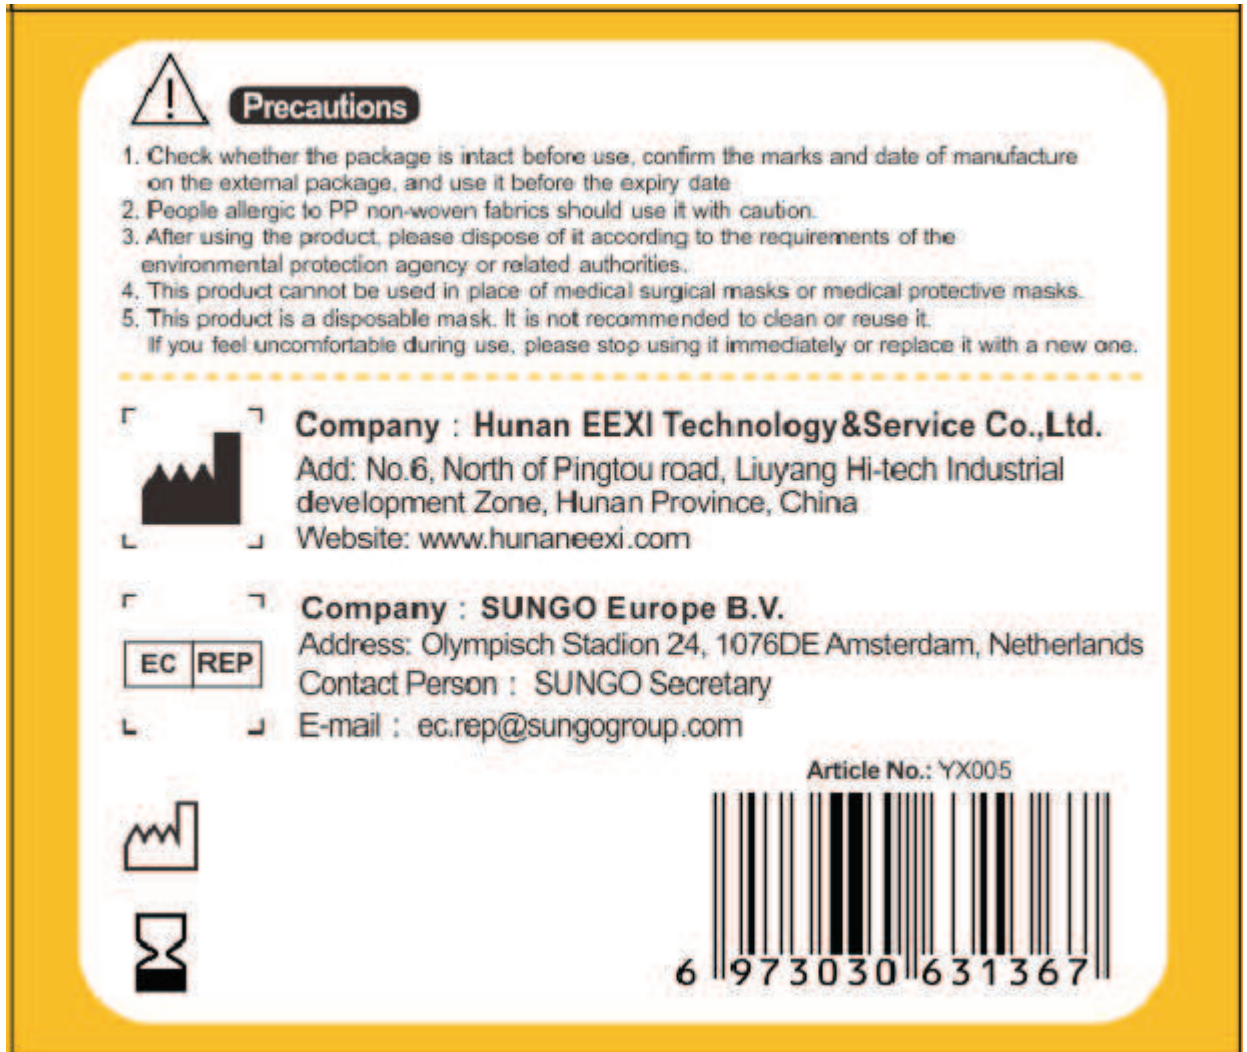 Precautions
1. Check whether the package is intact before use, confirm the marks and date of manufacture
on the external package, and use it before the expiry date
2. People allergic to PP non-woven fabrics should use it with caution.
3. After using the product, please dispose of it according to the requirements of the
environmental protection agency or related authorities.
4. This product cannot be used in place of medical surgical masks or medical protective masks.
5. This product is a disposable mask. It is not recommended to clean or reuse it.
If you feel uncomfortable during use, please stop using it immediately or replace it with a new one.
Company : Hunan EEXI Technology&Service Co.,Ltd.
Add: No.6, North of Pingtou road, Liuyang Hi-tech Industrial
development Zone, Hunan Province, China
Website: www.hunaneexi.com
Company : SUNGO Europe B.V.
EC REP
Address: Olympisch Stadion 24, 1076DE Amsterdam, Netherlands
Contact Person : SUNGO Secretary
E-mail : ec.rep@sungogroup.com
Article No.: YX005
6 973030 631367